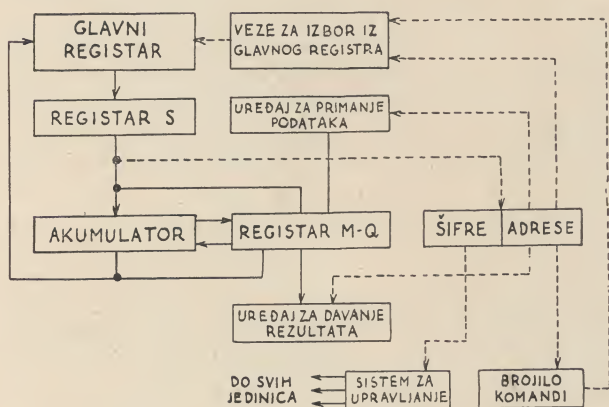 GLAVNI
REGISTAR
VEZE ZA IZBOR IZ
GLAVNOG REGISTRA
REGISTAR S
UREĐAJ ZA PRIMANJE
PODATAKA
AKUMULATOR
REGISTAR M-Q
ŠIFRE
ADRESE
UREĐAJ ZA DAVANJE
REZULTATA
DO SVIH
JEDINICA
SISTEM ZA
UPRAVLJANJE
BROJILO
KOMANDI